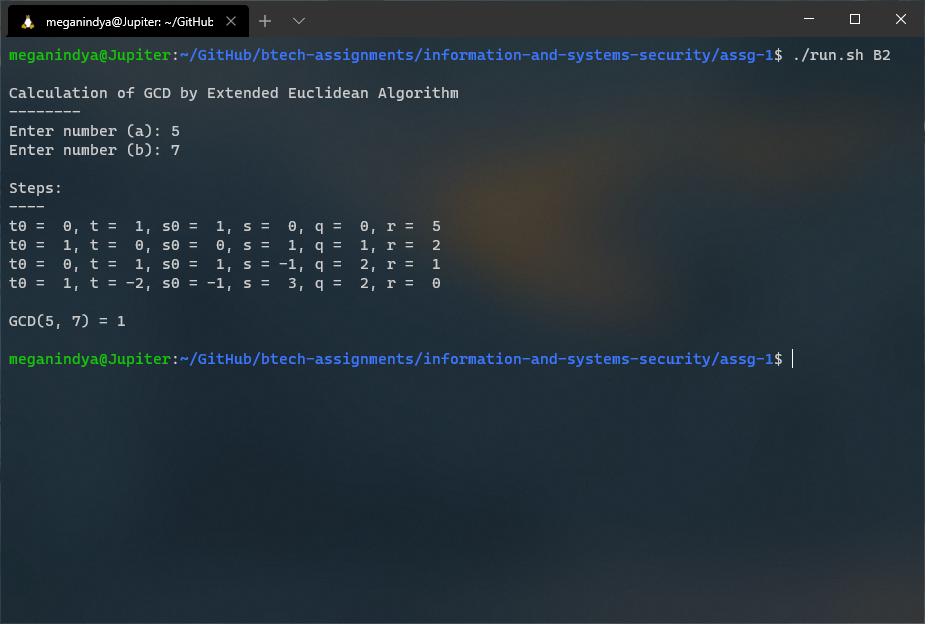 meganindya@Jupiter: ~/GitHub
meganindya@Jupiter:~/GitHub/btech-assignments/information-and-systems-security/assg-1$ ./run.sh B2
Calculation of GCD by Extended Euclidean Algorithm
--------
Enter number (a): 5
Enter number (b): 7
Steps:
----
t0 =  0, t =  1, s0 =  1, s =  0, q =  0, r =  5
t0 =  1, t =  0, s0 =  0, s =  1, q =  1, r =  2
t0 =  0, t =  1, s0 =  1, s = -1, q =  2, r =  1
t0 =  1, t = -2, s0 = -1, s =  3, q =  2, r =  0
GCD(5, 7) = 1
meganindya@Jupiter:~/GitHub/btech-assignments/information-and-systems-security/assg-1$